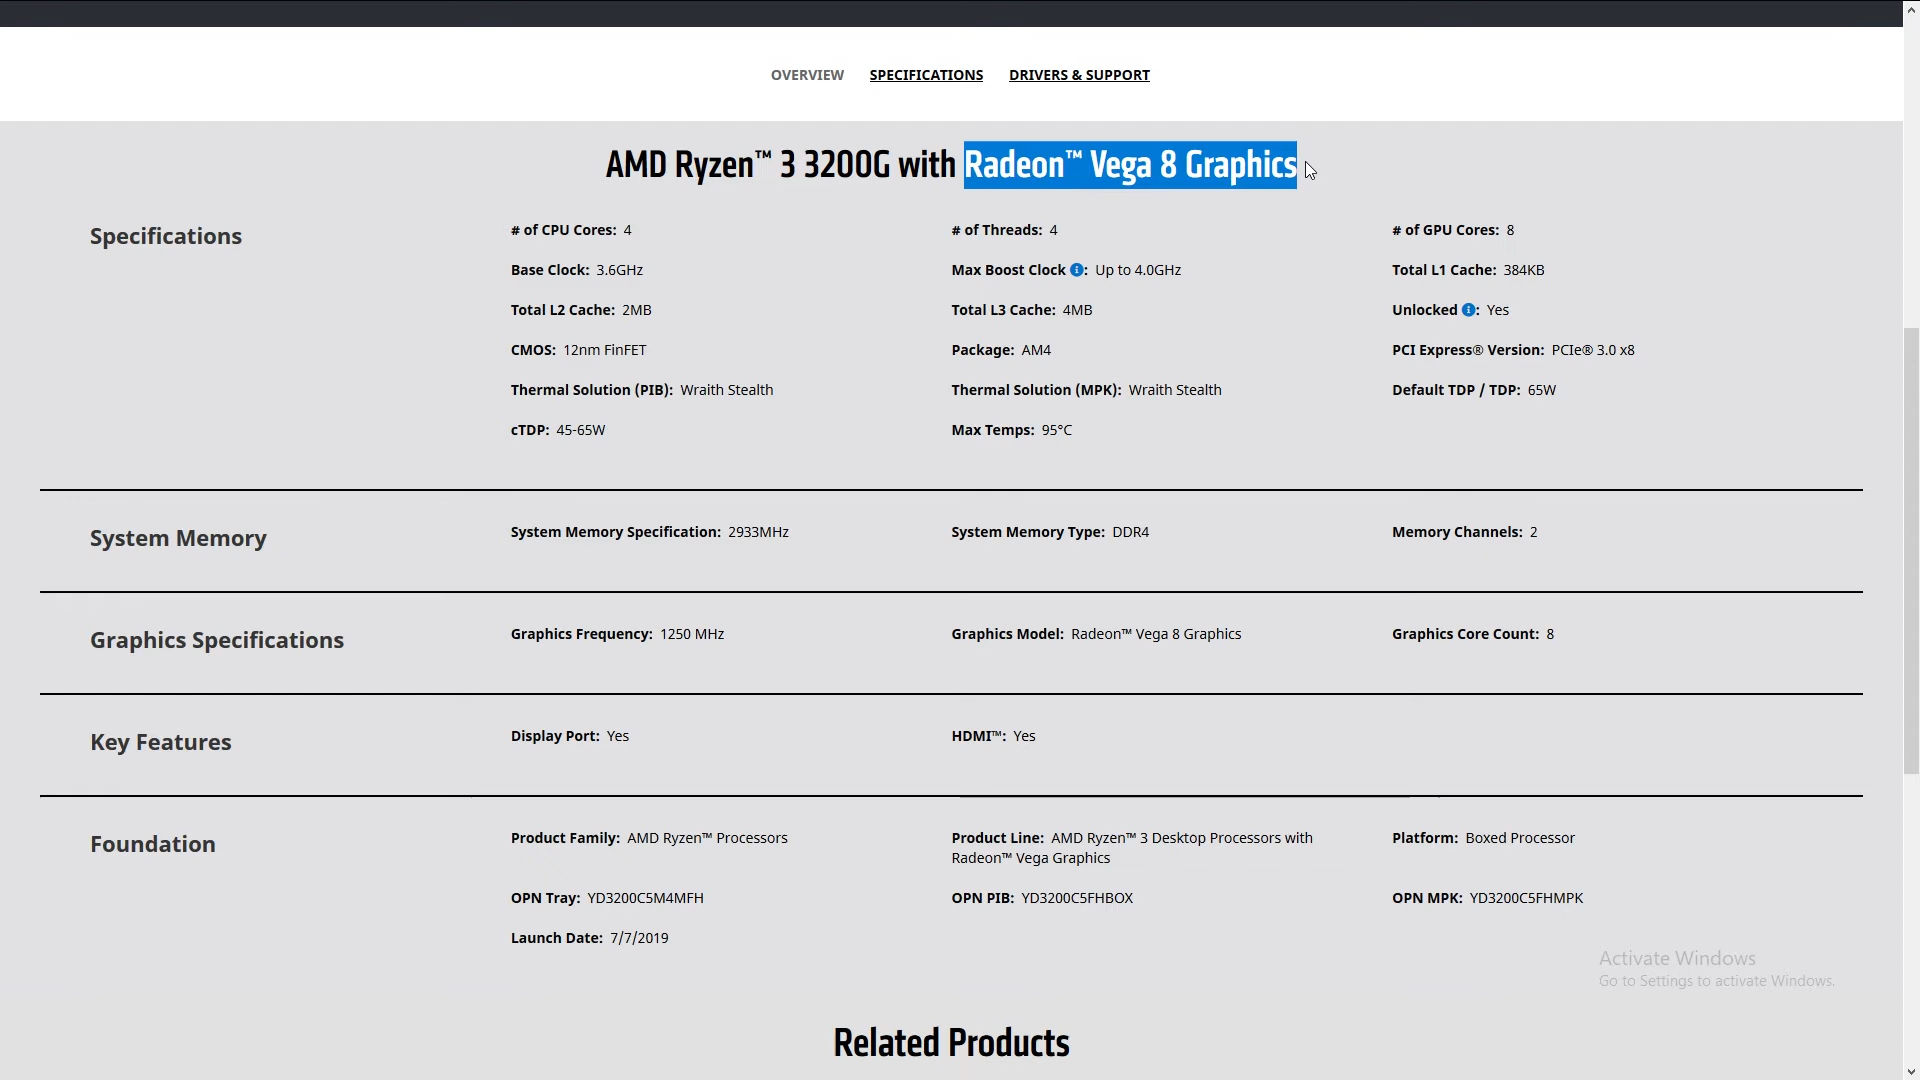 OVERVIEW SPECIFICATIONS DRIVERS & SUPPORT
AMD Ryzen™ 3 3200G with Radeon™ Vega 8 Graphics
Specifications
# of CPU Cores: 4 # of Threads: 4 # of GPU Cores: 8
Base Clock: 3.6GHz Max Boost Clock : Up to 4.0GHz Total L1 Cache: 384KB
Total L2 Cache: 2MB Total L3 Cache: 4MB Unlocked : Yes
CMOS: 12nm FinFET Package: AM4 PCI Express® Version: PCIe® 3.0 x8
Thermal Solution (PIB): Wraith Stealth Thermal Solution (MPK): Wraith Stealth Default TDP / TDP: 65W
cTDP: 45-65W Max Temps: 95°C
System Memory
System Memory Specification: 2933MHz System Memory Type: DDR4 Memory Channels: 2
Graphics Specifications
Graphics Frequency: 1250 MHz Graphics Model: Radeon™ Vega 8 Graphics Graphics Core Count: 8
Key Features
Display Port: Yes HDMI™: Yes
Foundation
Product Family: AMD Ryzen™ Processors Product Line: AMD Ryzen™ 3 Desktop Processors with Platform: Boxed Processor
Radeon™ Vega Graphics
OPN Tray: YD3200C5M4MFH OPN PIB: YD3200C5FHBOX OPN MPK: YD3200C5FHMPK
Launch Date: 7/7/2019
Activate Windows
Go to Settings to activate Windows.
Related Products